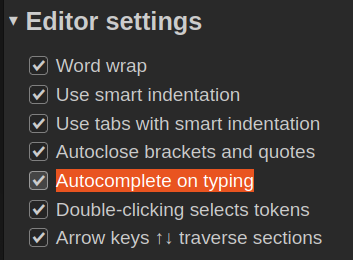 Editor settings
Word wrap
Use smart indentation
Use tabs with smart indentation
Autoclose brackets and quotes
Autocomplete on typing
Double-clicking selects tokens
Arrow keys ↑↓ traverse sections